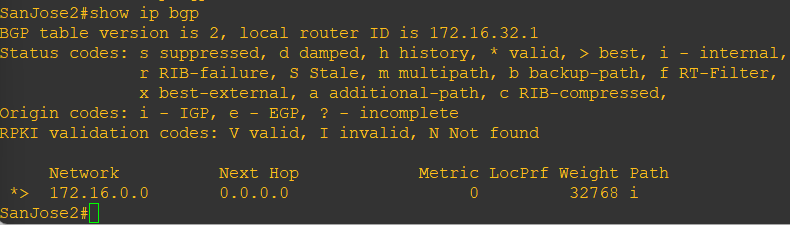 SanJose2#show ip bgp
BGP table version is 2, local router ID is 172.16.32.1
Status codes: s suppressed, d damped, h history, * valid, > best, i - internal,
              r RIB-failure, S Stale, m multipath, b backup-path, f RT-Filter,
              x best-external, a additional-path, c RIB-compressed,
Origin codes: i - IGP, e - EGP, ? - incomplete
RPKI validation codes: V valid, I invalid, N Not found

     Network          Next Hop            Metric LocPrf Weight Path
 *>  172.16.0.0       0.0.0.0                  0         32768 i
SanJose2#